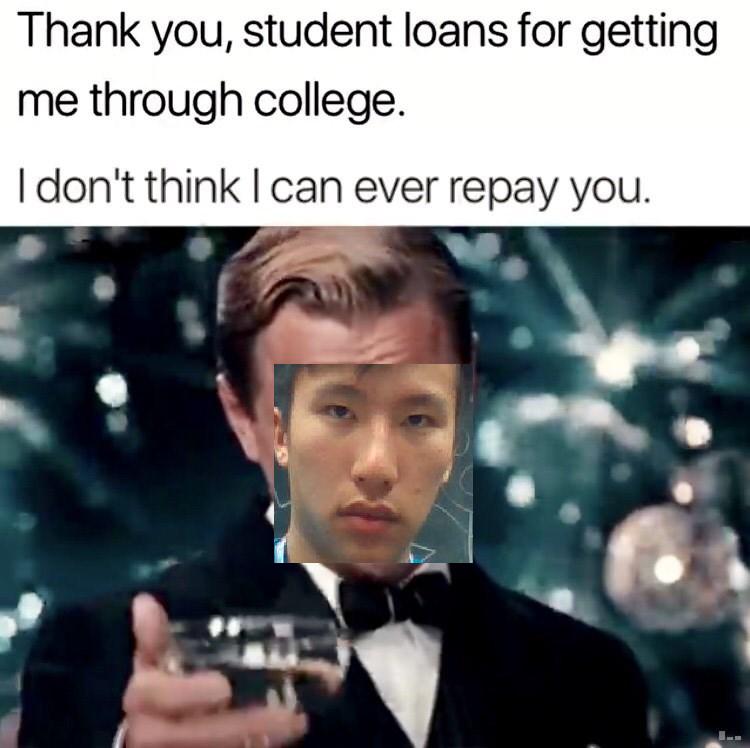 Thank you, student loans for getting
me through college.
I don't think I can ever repay you.